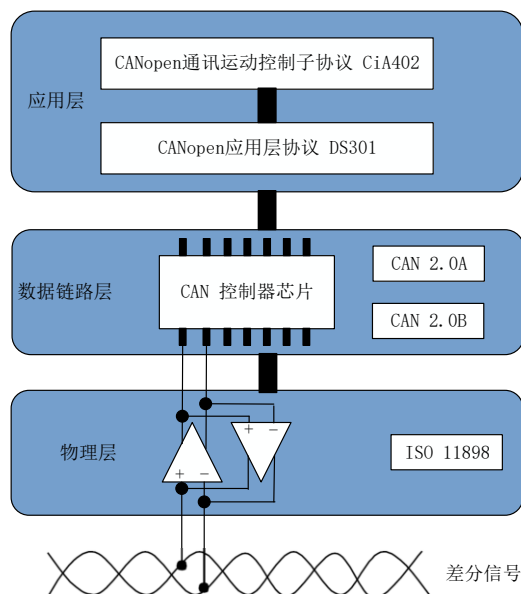 CANopen通讯运动控制子协议 CiA402
应用层
CANopen应用层协议 DS301
CAN 2.0A
数据链路层
CAN 控制器芯片
CAN 2.0B
+ −
物理层
ISO 11898
+ −
差分信号